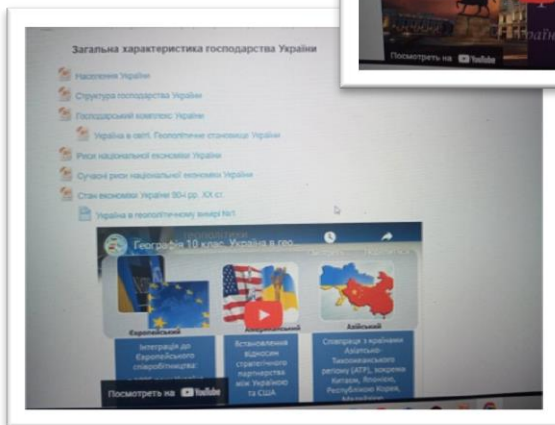 Посмотреть на YouTube
Загальна характеристика господарства України
Населення України
Структура господарства України
Господарський комплекс України
Україна в світі. Геополітичне становище України
Риси національної економіки України
Сучасні риси національної економіки України
Стан економіки України 90-і рр. ХХ ст.
Україна в геополітичному вимірі №1
Географія 10 клас. Україна в гео...
Європейський
Азійський
Інтеграція до
Європейського
співробітництва:
Встановлення
відносин
стратегічного
партнерства
між Україною
та США
Співпраця з країнами
Азіатсько-
Тихоокеанського
регіону (АТР), зокрема
Китаєм, Японією,
Республікою Корея,
Посмотреть на YouTube